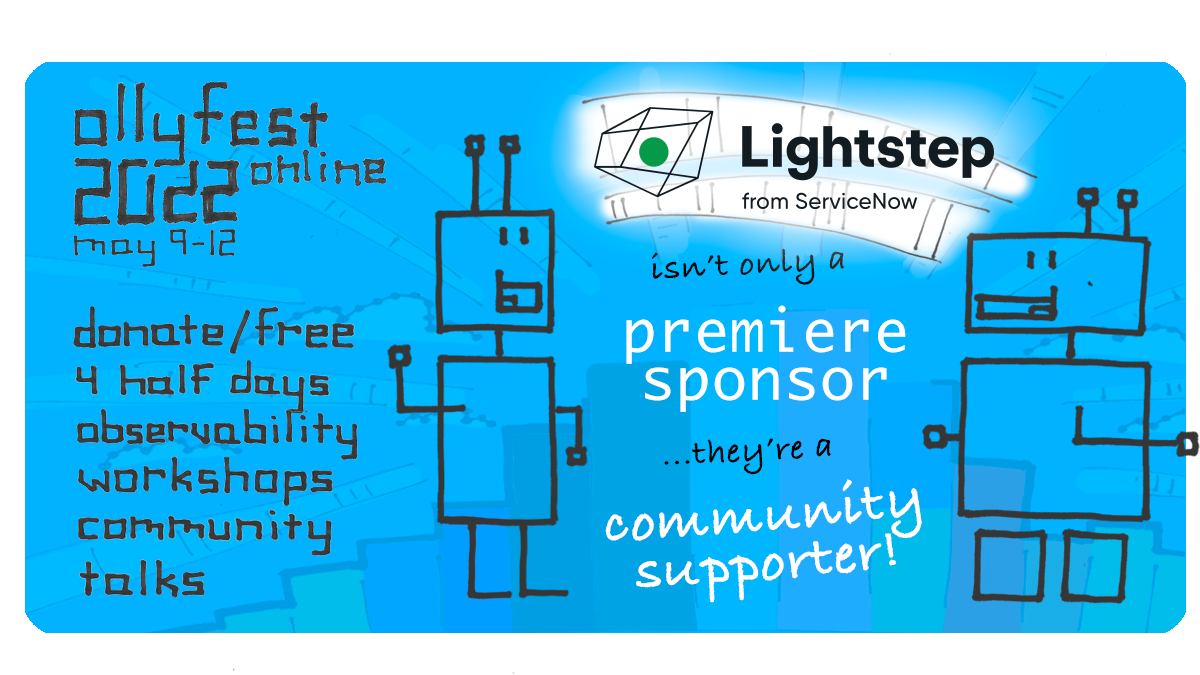 ollyfest
2022 online
may 9-12
donate/free
4 half days
observability
workshops
community
talks
Lightstep
from ServiceNow
isn't only a
premiere
sponsor
...they're a
community
supporter!